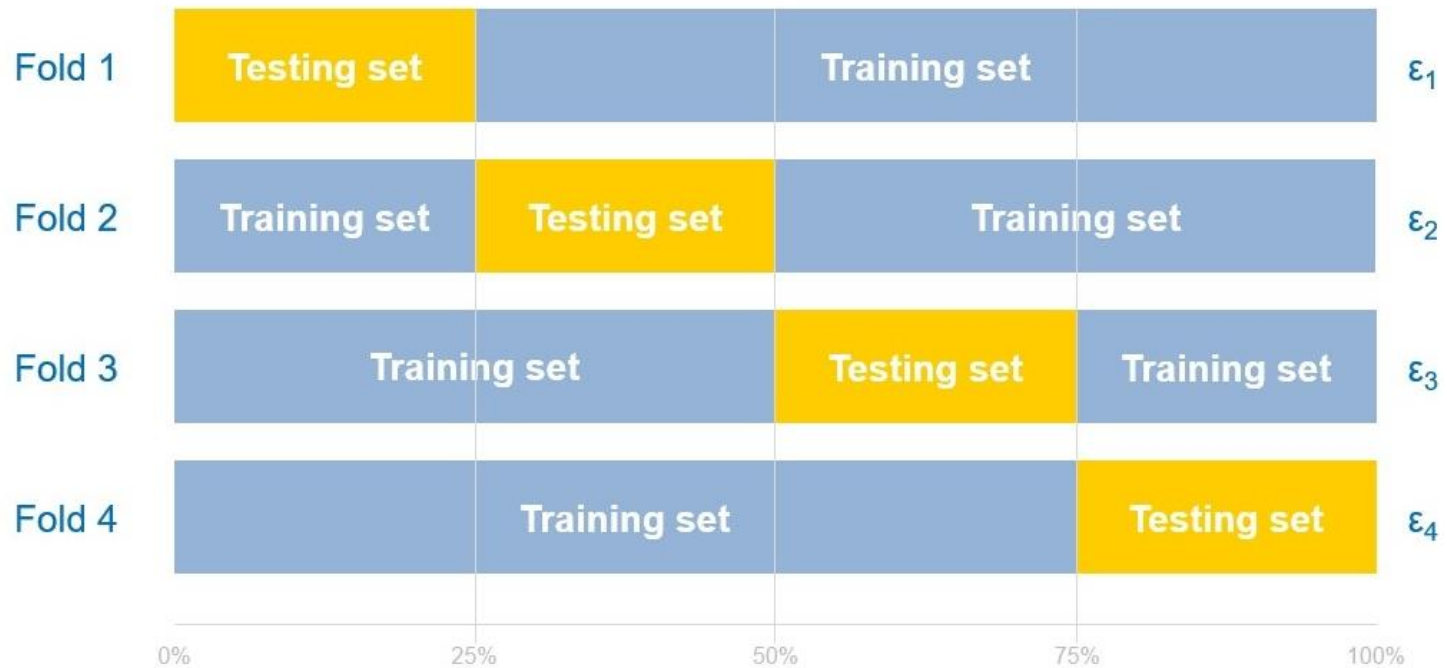 Fold 1 Testing set Training set ε₁
Fold 2 Training set Testing set Training set ε₂
Fold 3 Training set Testing set Training set ε₃
Fold 4 Training set Testing set ε₄
0% 25% 50% 75% 100%